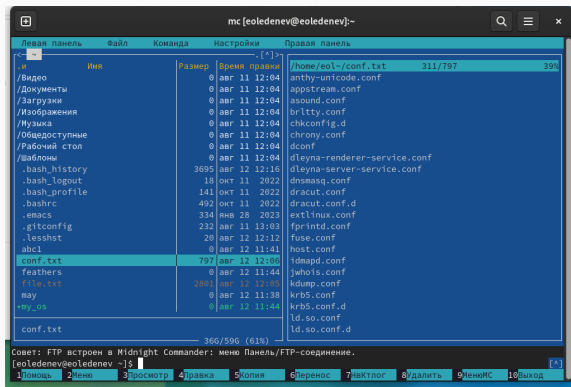 mc [eoledenev@eoledenev]:~
Левая панель Файл Команда Настройки Правая панель
<- ~ .[^]>
.и Имя Размер Время правки
/Видео 0 авг 11 12:04
/Документы 0 авг 11 12:04
/Загрузки 0 авг 11 12:04
/Изображения 0 авг 11 12:04
/Музыка 0 авг 11 12:04
/Общедоступные 0 авг 11 12:04
/Рабочий стол 0 авг 11 12:04
/Шаблоны 0 авг 11 12:04
.bash_history 3695 авг 12 12:16
.bash_logout 18 окт 11 2022
.bash_profile 141 окт 11 2022
.bashrc 492 окт 11 2022
.emacs 334 янв 28 2023
.gitconfig 232 авг 11 13:03
.lesshst 20 авг 12 12:12
abc1 0 авг 12 11:41
conf.txt 797 авг 12 12:06
feathers 0 авг 12 11:44
file.txt 2801 авг 12 12:05
may 0 авг 12 11:38
*my_os 0 авг 12 11:44
conf.txt
36G/59G (61%)
/home/eol~/conf.txt 311/797 39%
anthy-unicode.conf
appstream.conf
asound.conf
brltty.conf
chkconfig.d
chrony.conf
dconf
dleyna-renderer-service.conf
dleyna-server-service.conf
dnsmasq.conf
dracut.conf
dracut.conf.d
extlinux.conf
fprintd.conf
fuse.conf
host.conf
idmapd.conf
jwhois.conf
kdump.conf
krb5.conf
krb5.conf.d
ld.so.conf
ld.so.conf.d
Совет: FTP встроен в Midnight Commander: меню Панель/FTP-соединение.
[eoledenev@eoledenev ~]$ [^]
1Помощь 2Меню 3Просмотр 4Правка 5Копия 6Перенос 7НвКтлог 8Удалить 9МенюМС 10Выход